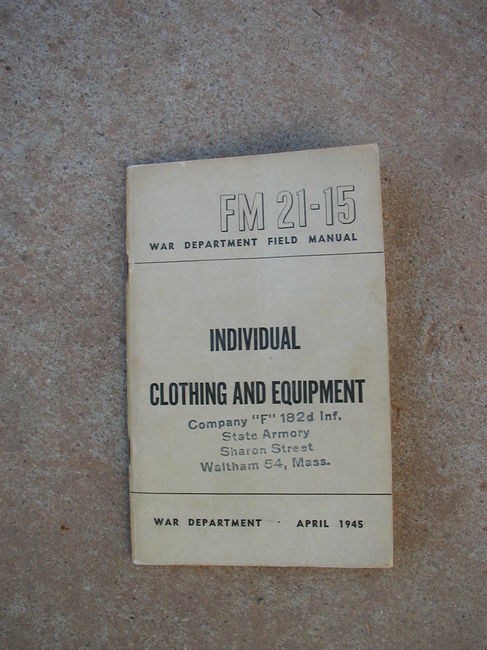 FM 21-15
WAR DEPARTMENT FIELD MANUAL
INDIVIDUAL
CLOTHING AND EQUIPMENT
Company "F" 182d Inf.
State Armory
Sharon Street
Waltham 54, Mass.
WAR DEPARTMENT · APRIL 1945